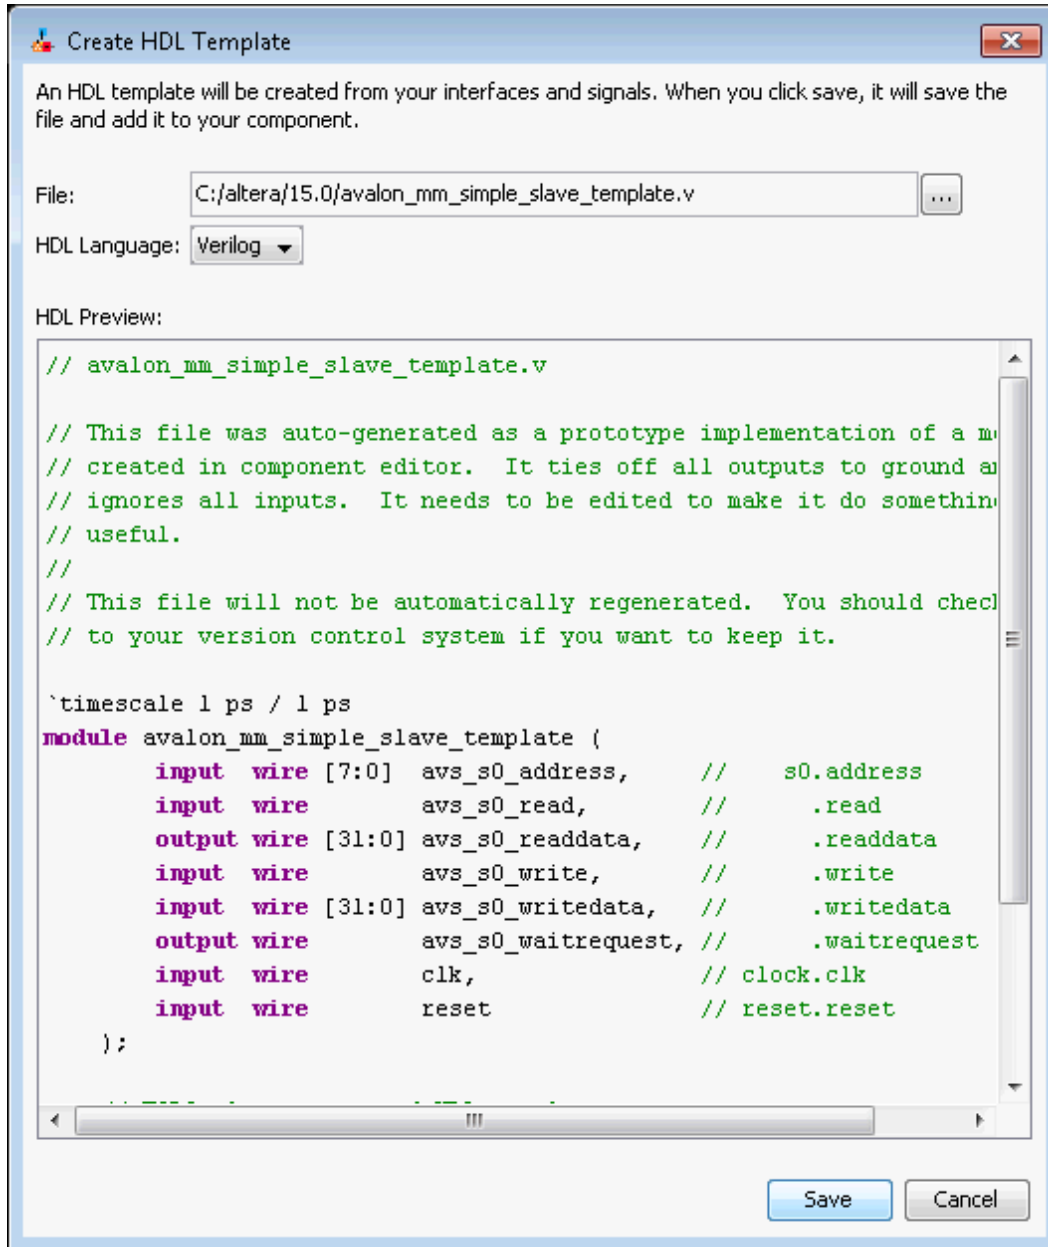 Create HDL Template
An HDL template will be created from your interfaces and signals. When you click save, it will save the
file and add it to your component.
File: C:/altera/15.0/avalon_mm_simple_slave_template.v ...
HDL Language: Verilog
HDL Preview:
// avalon_mm_simple_slave_template.v
// This file was auto-generated as a prototype implementation of a
// created in component editor.  It ties off all outputs to ground
// ignores all inputs.  It needs to be edited to make it do
// useful.
//
// This file will not be automatically regenerated.  You should
// to your version control system if you want to keep it.
`timescale 1 ps / 1 ps
module avalon_mm_simple_slave_template (
input  wire [7:0]  avs_s0_address,     //    s0.address
input  wire        avs_s0_read,        //      .read
output wire [31:0] avs_s0_readdata,    //      .readdata
input  wire        avs_s0_write,       //      .write
input  wire [31:0] avs_s0_writedata,   //      .writedata
output wire        avs_s0_waitrequest, //      .waitrequest
input  wire        clk,                // clock.clk
input  wire        reset               // reset.reset
);
Save Cancel